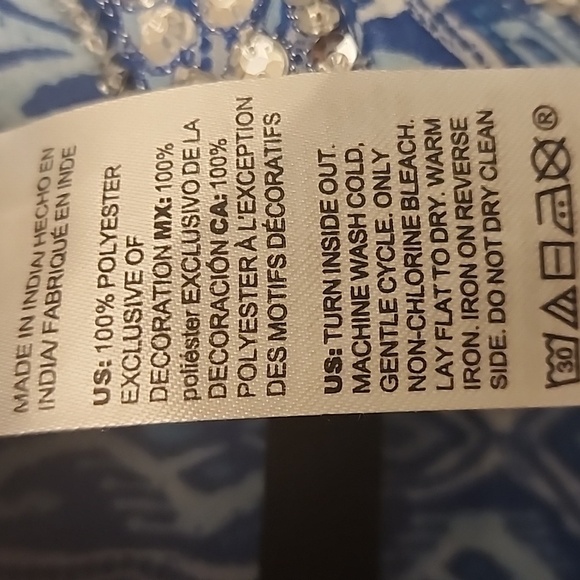 MADE IN INDIA/ HECHO EN
INDIA/ FABRIQUÉ EN INDE
US: 100% POLYESTER
EXCLUSIVE OF
DECORATION MX: 100%
poliéster EXCLUSIVO DE LA
DECORACIÓN CA: 100%
POLYESTER À L'EXCEPTION
DES MOTIFS DÉCORATIFS
US: TURN INSIDE OUT.
MACHINE WASH COLD,
GENTLE CYCLE. ONLY
NON-CHLORINE BLEACH.
LAY FLAT TO DRY. WARM
IRON. IRON ON REVERSE
SIDE. DO NOT DRY CLEAN
30 ®